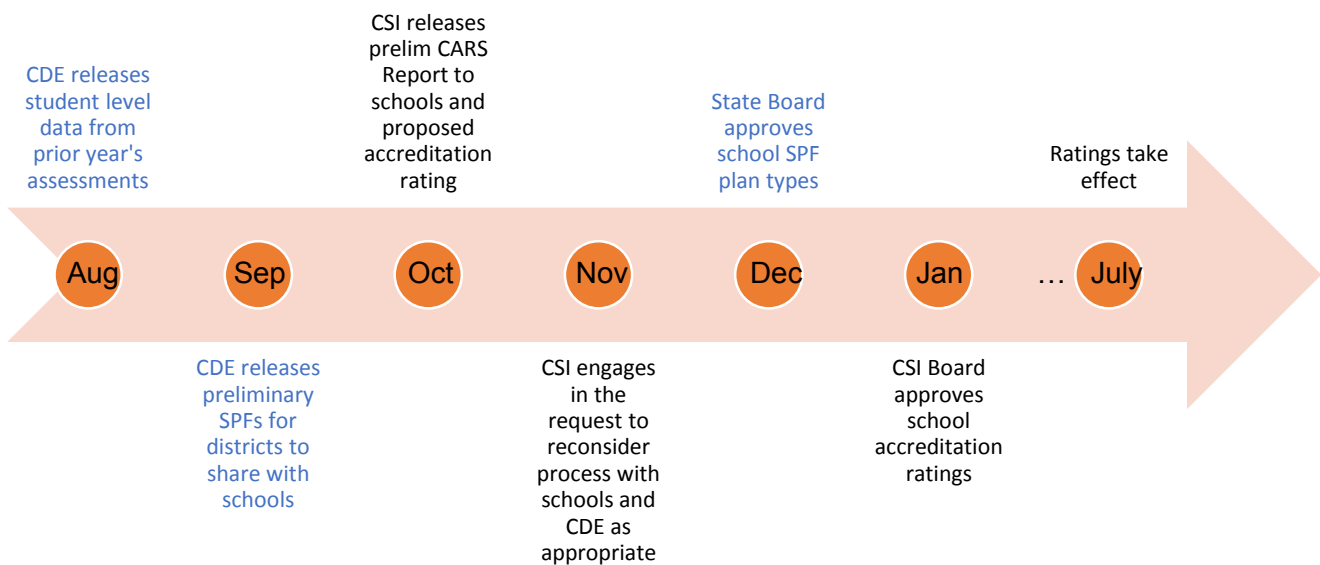 CDE releases
student level
data from
prior year's
assessments
CSI releases
prelim CARS
Report to
schools and
proposed
accreditation
rating
State Board
approves
school SPF
plan types
Ratings take
effect
Aug
Sep
Oct
Nov
Dec
Jan
...
July
CDE releases
preliminary
SPFs for
districts to
share with
schools
CSI engages
in the
request to
reconsider
process with
schools and
CDE as
appropriate
CSI Board
approves
school
accreditation
ratings